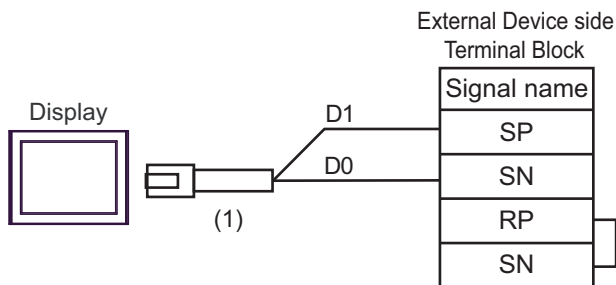 External Device side
Terminal Block
Signal name
Display
D1
SP
D0
SN
(1)
RP
SN